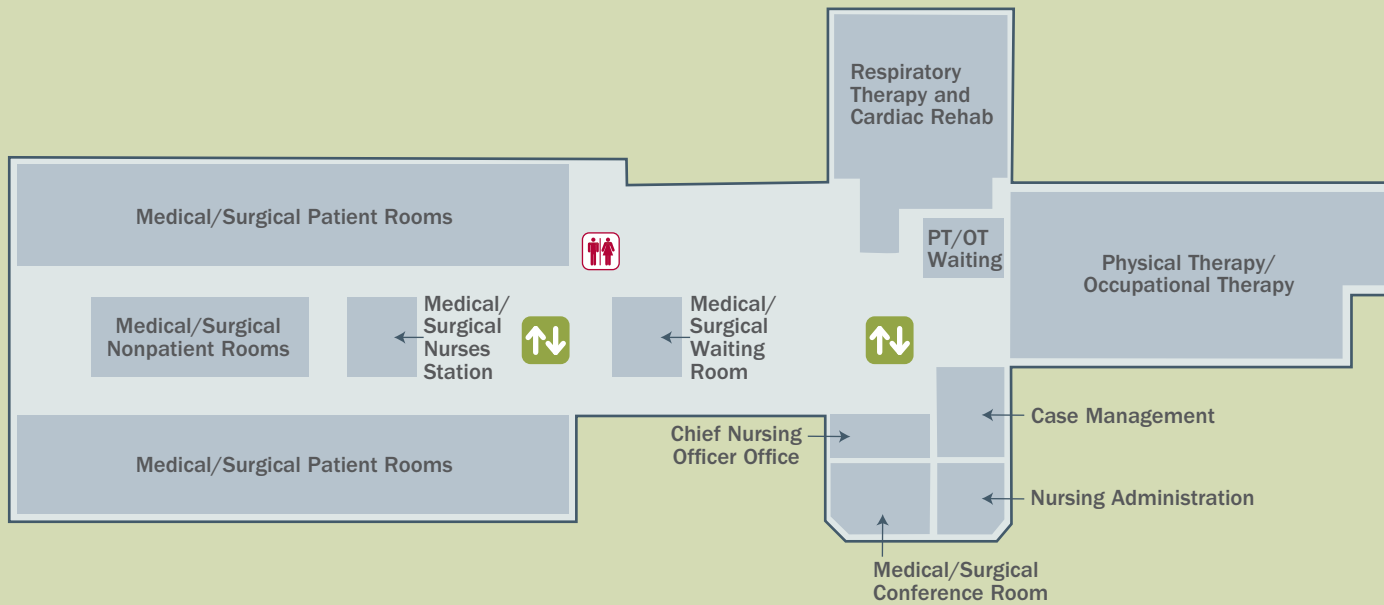 Respiratory
Therapy and
Cardiac Rehab
Medical/Surgical Patient Rooms
PT/OT
Waiting
Physical Therapy/
Occupational Therapy
Medical/Surgical
Nonpatient Rooms
Medical/
Surgical
Nurses
Station
Medical/
Surgical
Waiting
Room
Case Management
Chief Nursing
Officer Office
Medical/Surgical Patient Rooms
Nursing Administration
Medical/Surgical
Conference Room